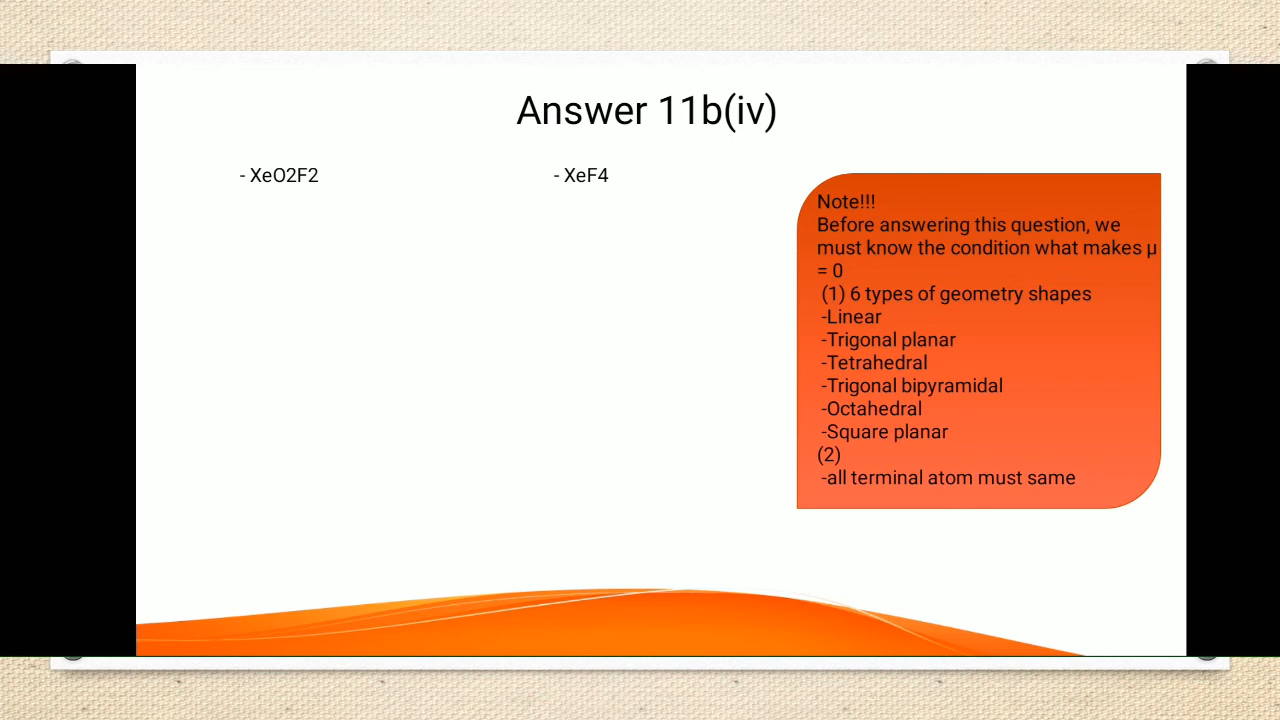 Answer 11b(iv)
- XeO2F2
- XeF4
Note!!!
Before answering this question, we
must know the condition what makes µ
= 0
(1) 6 types of geometry shapes
-Linear
-Trigonal planar
-Tetrahedral
-Trigonal bipyramidal
-Octahedral
-Square planar
(2)
-all terminal atom must same